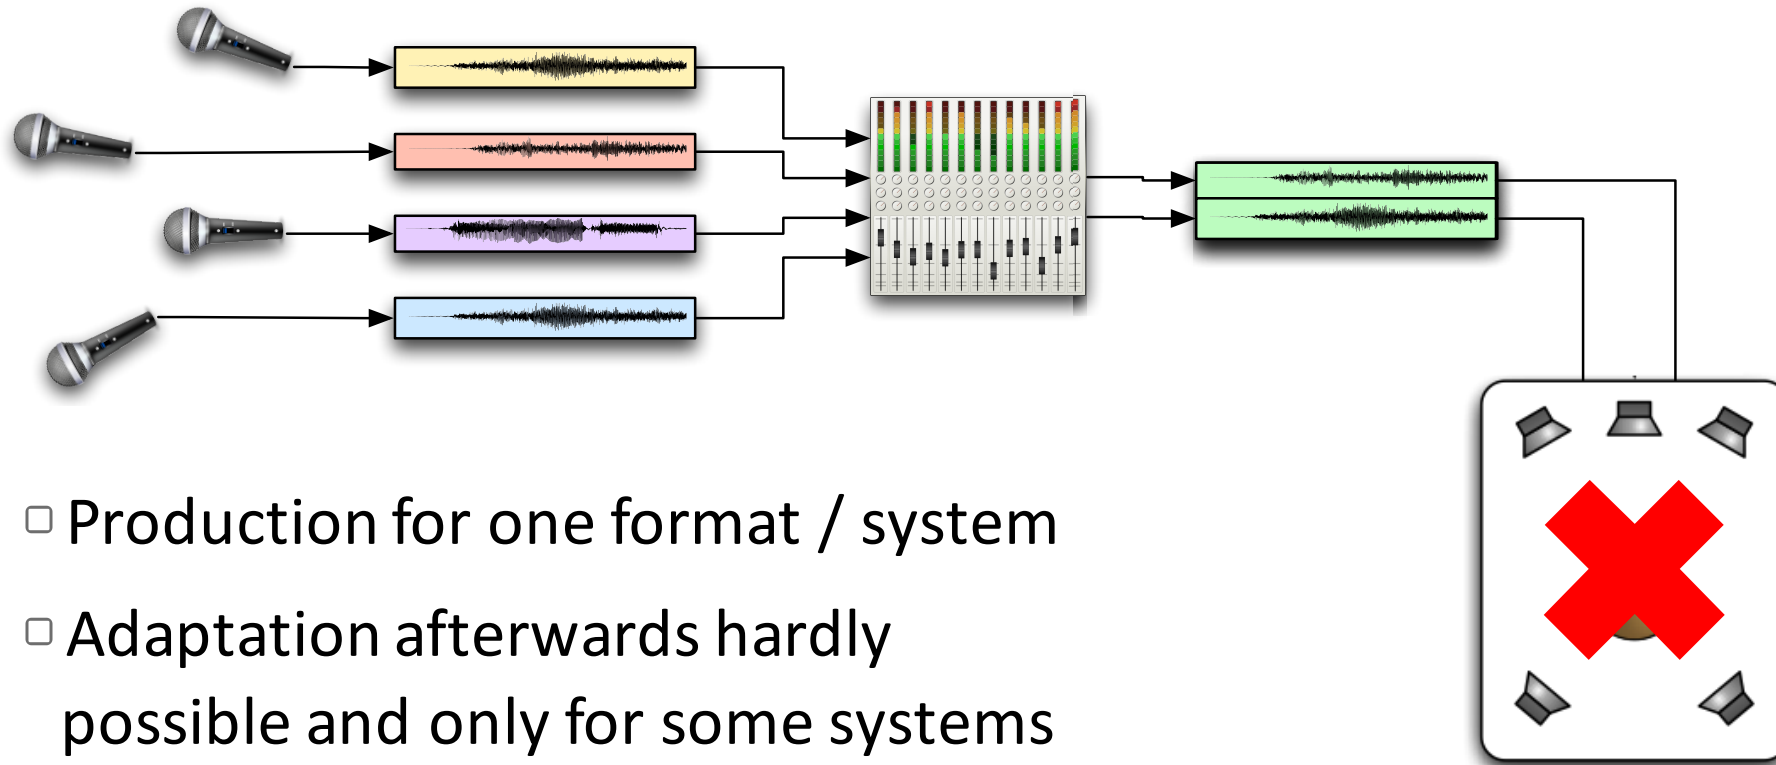 Production for one format / system
Adaptation afterwards hardly
possible and only for some systems